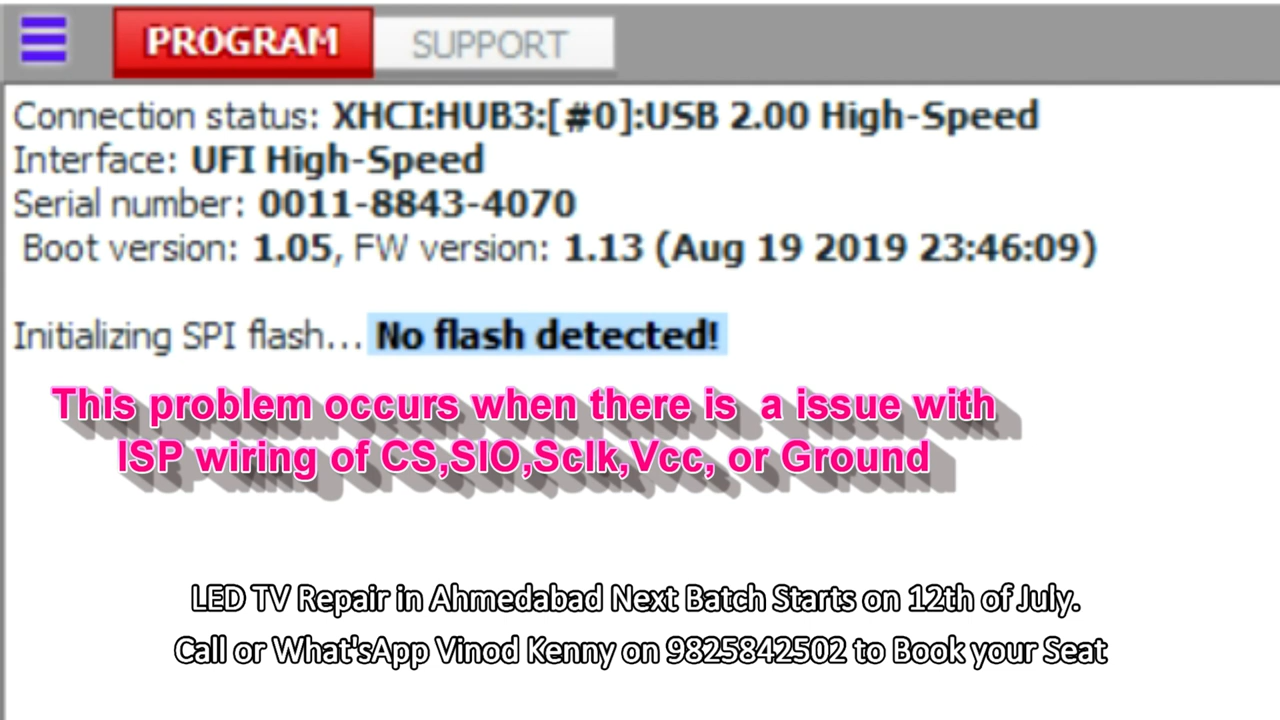 PROGRAM SUPPORT
Connection status: XHCI:HUB3:[#0]:USB 2.00 High-Speed
Interface: UFI High-Speed
Serial number: 0011-8843-4070
Boot version: 1.05, FW version: 1.13 (Aug 19 2019 23:46:09)
Initializing SPI flash... No flash detected!
This problem occurs when there is a issue with
ISP wiring of CS,SIO,Sclk,Vcc, or Ground
LED TV Repair in Ahmedabad Next Batch Starts on 12th of July.
Call or What'sApp Vinod Kenny on 9825842502 to Book your Seat